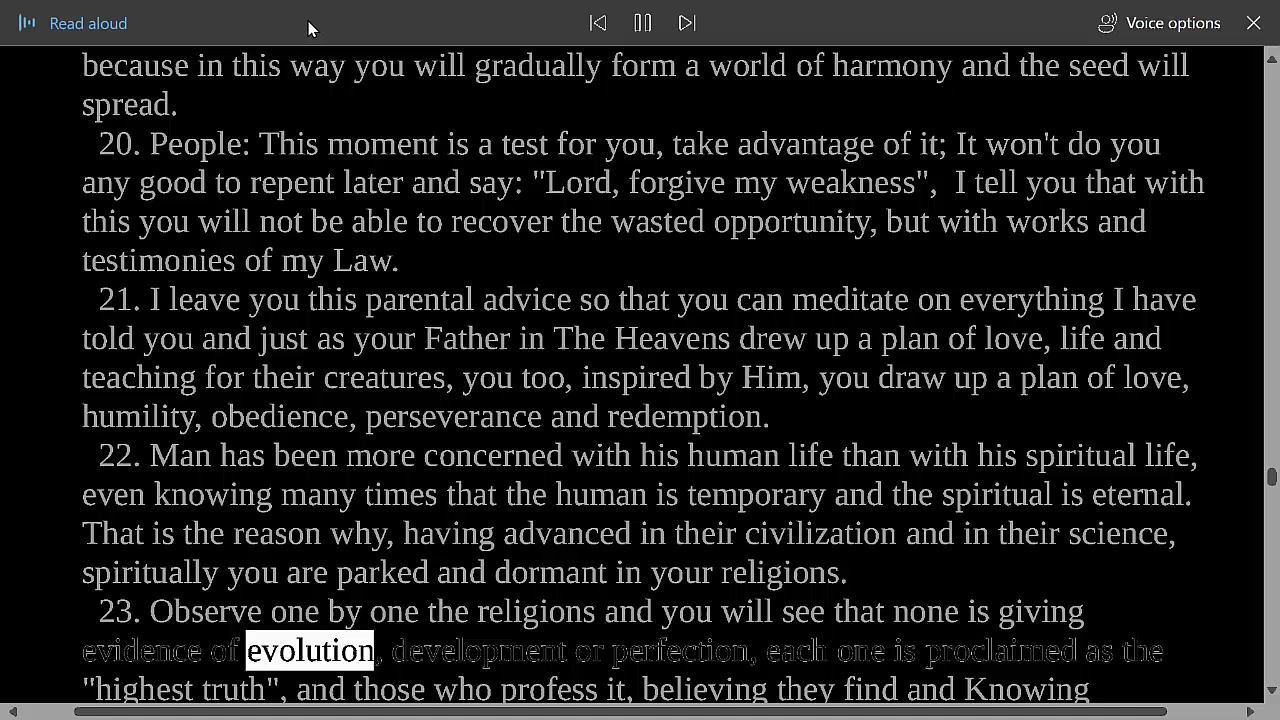 Read aloud
Voice options
because in this way you will gradually form a world of harmony and the seed will
spread.
20. People: This moment is a test for you, take advantage of it; It won't do you
any good to repent later and say: "Lord, forgive my weakness",  I tell you that with
this you will not be able to recover the wasted opportunity, but with works and
testimonies of my Law.
21. I leave you this parental advice so that you can meditate on everything I have
told you and just as your Father in The Heavens drew up a plan of love, life and
teaching for their creatures, you too, inspired by Him, you draw up a plan of love,
humility, obedience, perseverance and redemption.
22. Man has been more concerned with his human life than with his spiritual life,
even knowing many times that the human is temporary and the spiritual is eternal.
That is the reason why, having advanced in their civilization and in their science,
spiritually you are parked and dormant in your religions.
23. Observe one by one the religions and you will see that none is giving
evidence of evolution, development or perfection, each one is proclaimed as the
"highest truth", and those who profess it, believing they find and Knowing